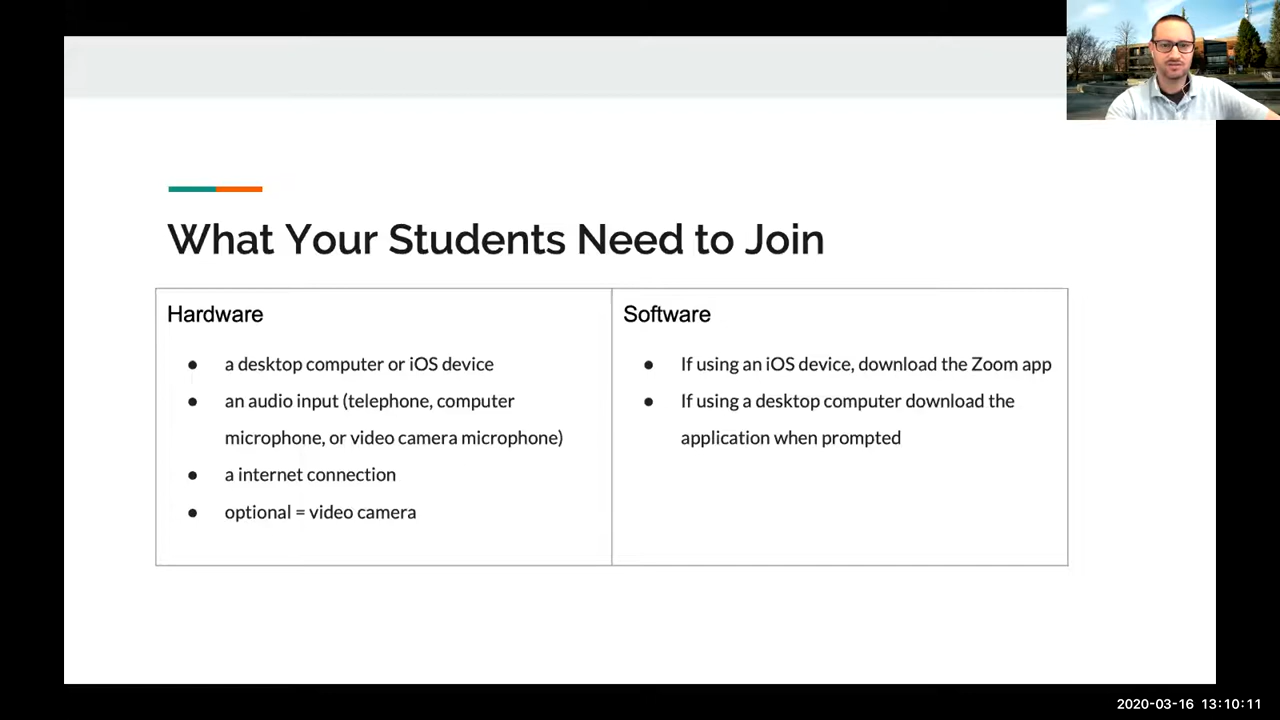 What Your Students Need to Join
Hardware
● a desktop computer or iOS device
● an audio input (telephone, computer
microphone, or video camera microphone)
● a internet connection
● optional = video camera
Software
● If using an iOS device, download the Zoom app
● If using a desktop computer download the
application when prompted
2020-03-16 13:10:11